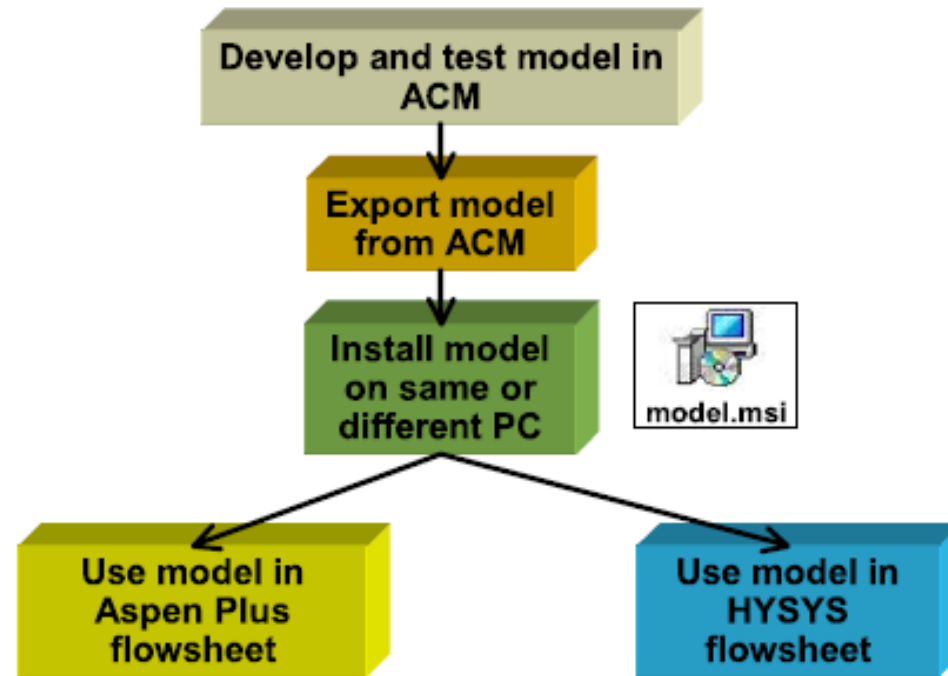 Develop and test model in
ACM
Export model
from ACM
Install model
on same or
different PC
model.msi
Use model in
Aspen Plus
flowsheet
Use model in
HYSYS
flowsheet